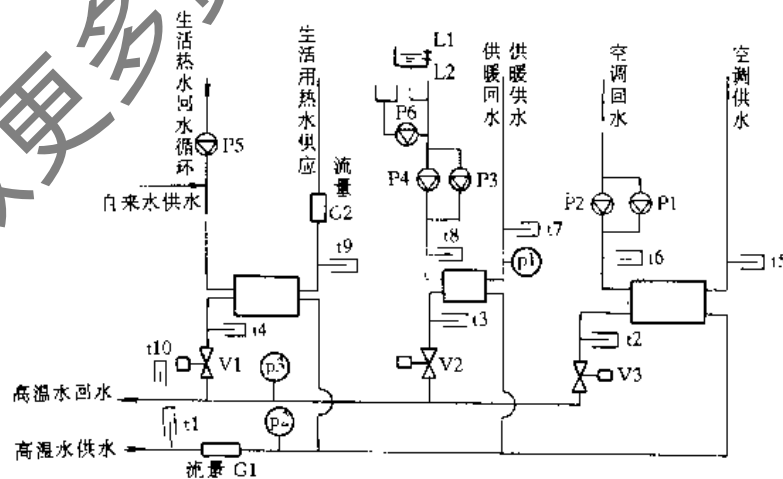 更多
生活热水回水循环
生活用热水供应
流量
G2
L1
L2
供暖回水
供暖供水
空调回水
空调供水
P5
P6
P4
P3
P2
P1
自来水供水
t9
t8
t7
p1
t6
t5
t4
t3
t2
t10
V1
V2
V3
p3
高温水回水
t1
p2
高温水供水
流量 G1